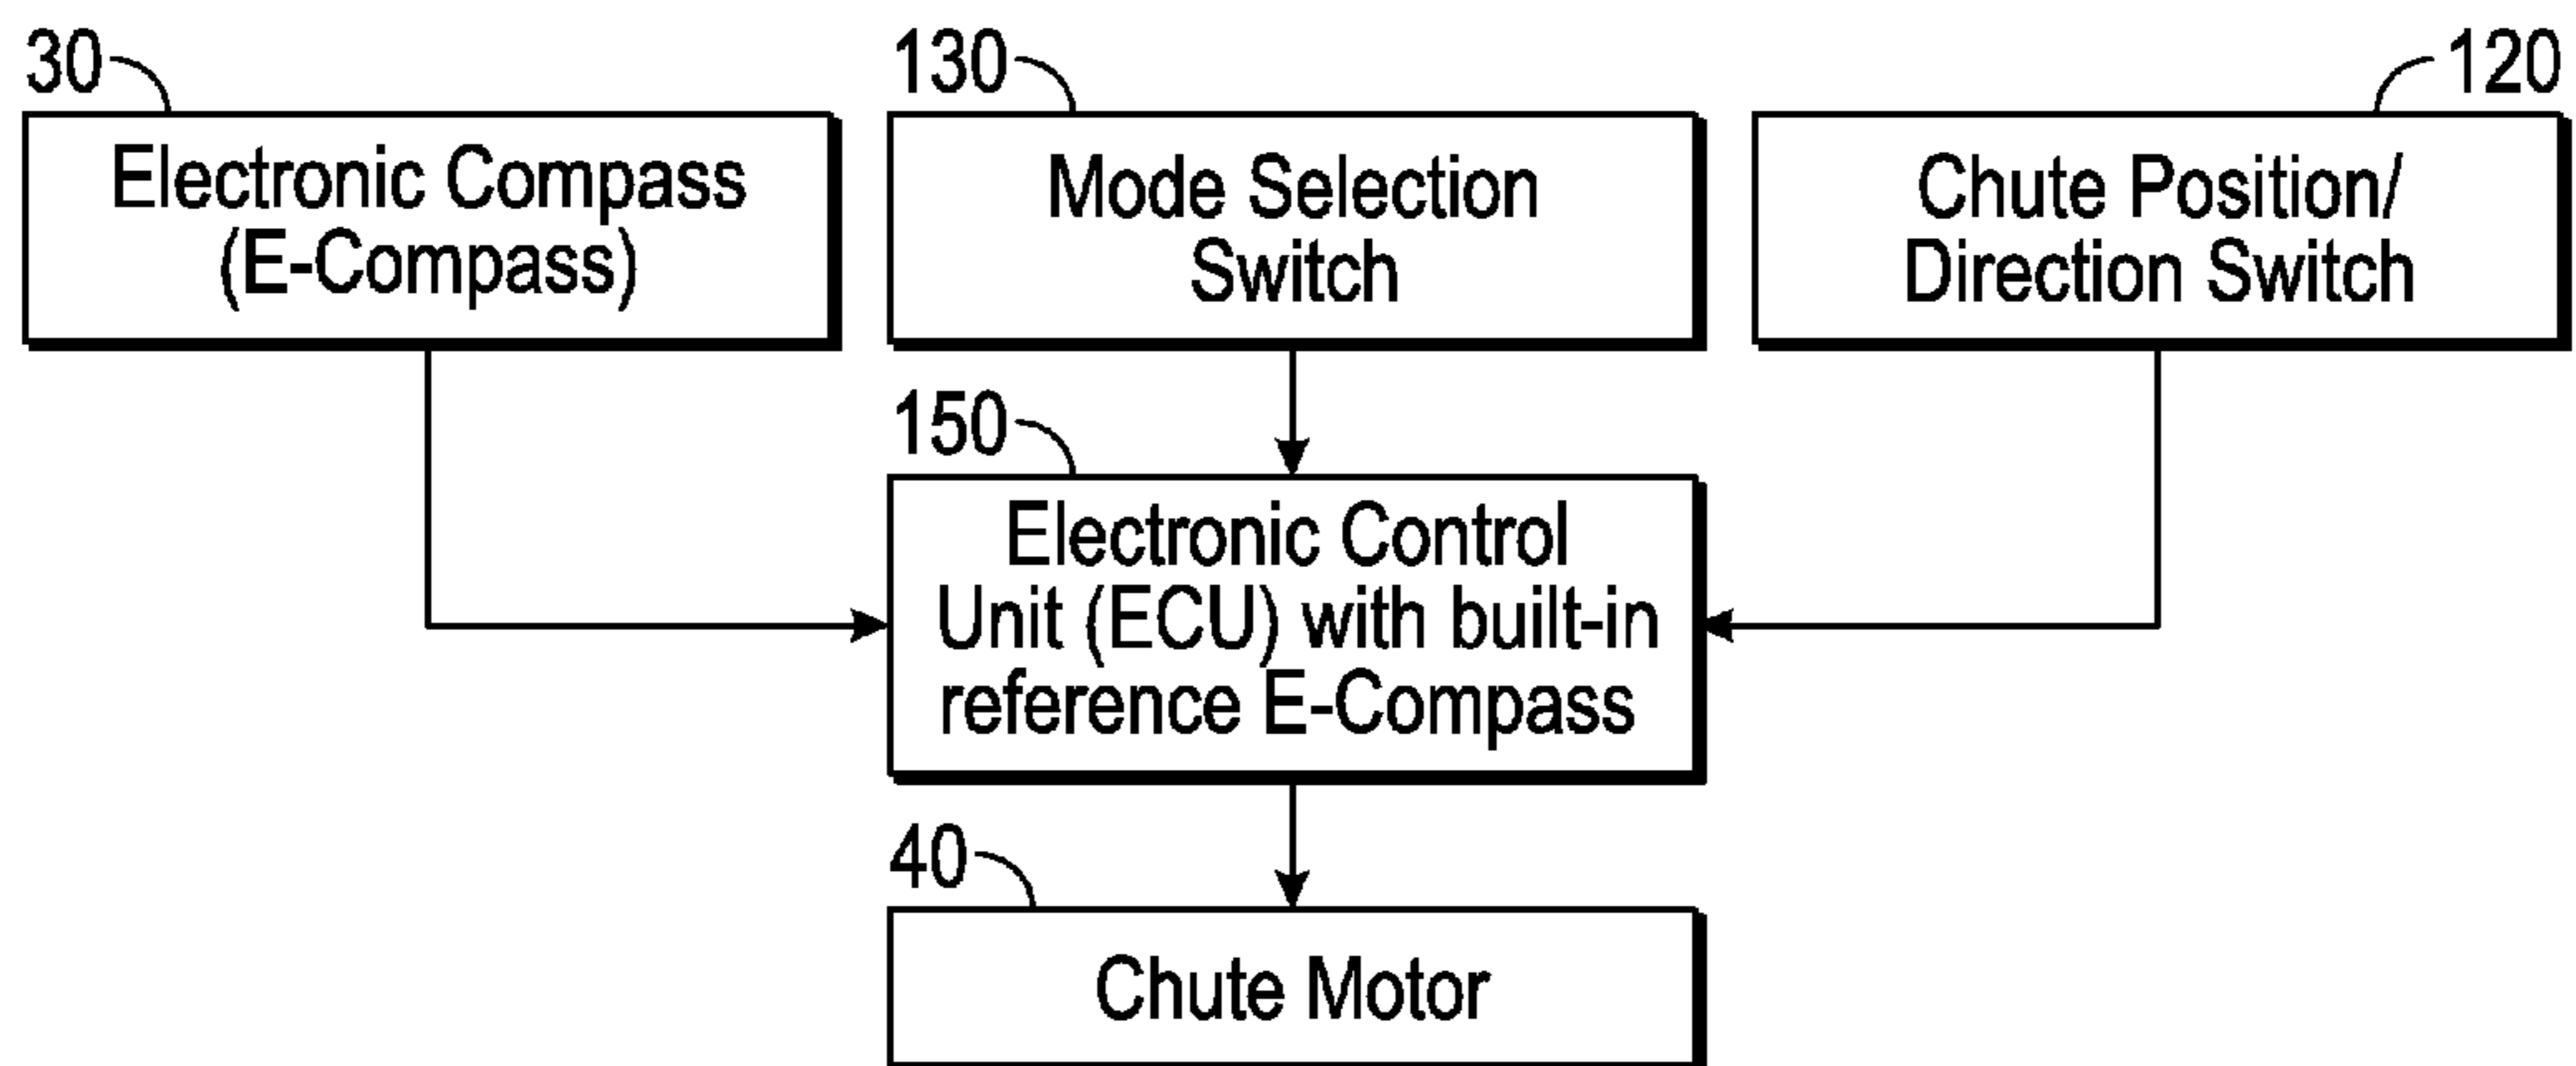 30
Electronic Compass
(E-Compass)
130
Mode Selection
Switch
120
Chute Position/
Direction Switch
150
Electronic Control
Unit (ECU) with built-in
reference E-Compass
40
Chute Motor